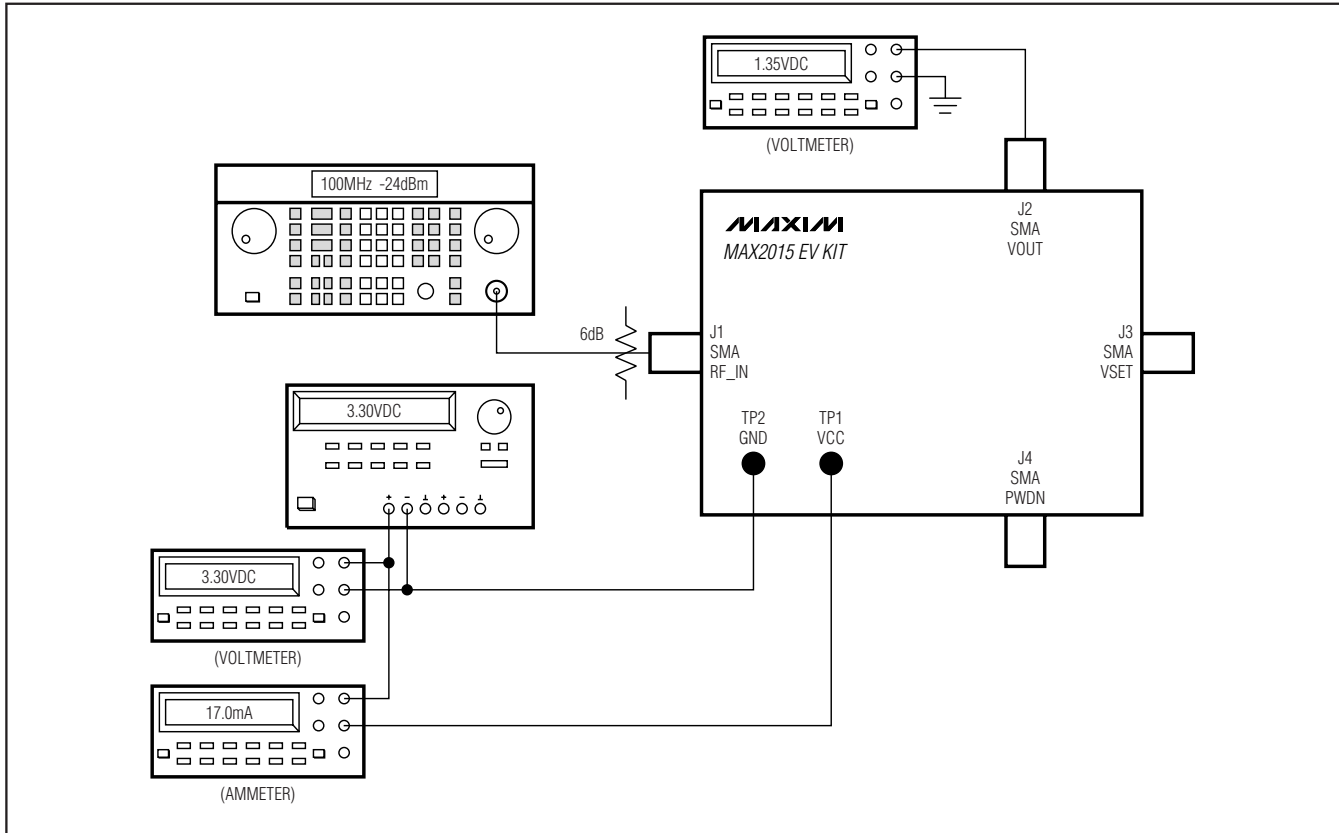 1.35VDC
(VOLTMETER)
100MHz -24dBm
MAXIM
MAX2015 EV KIT
J2
SMA
VOUT
6dB
J1
SMA
RF_IN
J3
SMA
VSET
3.30VDC
+ - ⊥ + - ⊥
TP2
GND
TP1
VCC
J4
SMA
PWDN
3.30VDC
(VOLTMETER)
17.0mA
(AMMETER)